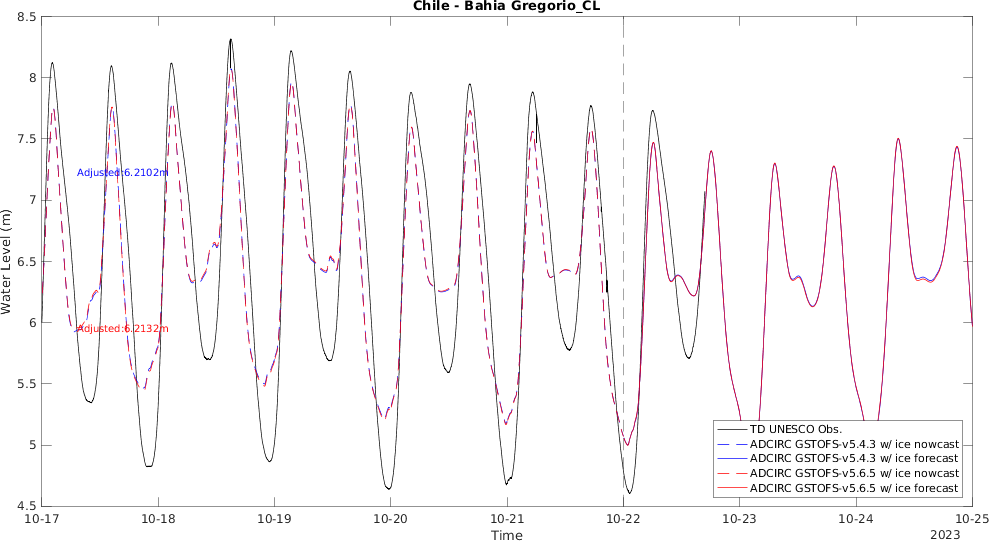 Chile - Bahia Gregorio_CL
8.5
8
7.5
7
6.5
6
5.5
5
4.5
Water Level (m)
Adjusted:6.2102m
Adjusted:6.2132m
TD UNESCO Obs.
ADCIRC GSTOFS-v5.4.3 w/ ice nowcast
ADCIRC GSTOFS-v5.4.3 w/ ice forecast
ADCIRC GSTOFS-v5.6.5 w/ ice nowcast
ADCIRC GSTOFS-v5.6.5 w/ ice forecast
10-17 10-18 10-19 10-20 10-21 10-22 10-23 10-24 10-25
Time
2023